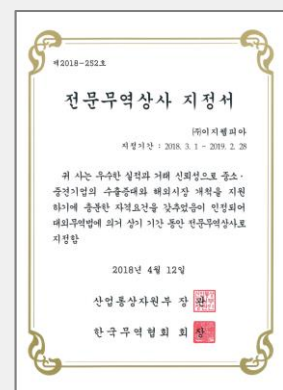 제2018-252호
전문무역상사 지정서
㈜이지웹피아
지정기간 : 2018. 3. 1 ~ 2019. 2. 28
귀 사는 우수한 실적과 거래 신뢰성으로 중소·
중견기업의 수출증대와 해외시장 개척을 지원
하기에 충분한 자격요건을 갖추었음이 인정되어
대외무역법에 의거 상기 기간 동안 전문무역상사로
지정함
2018년 4월 12일
산업통상자원부 장관
한국무역협회 회장